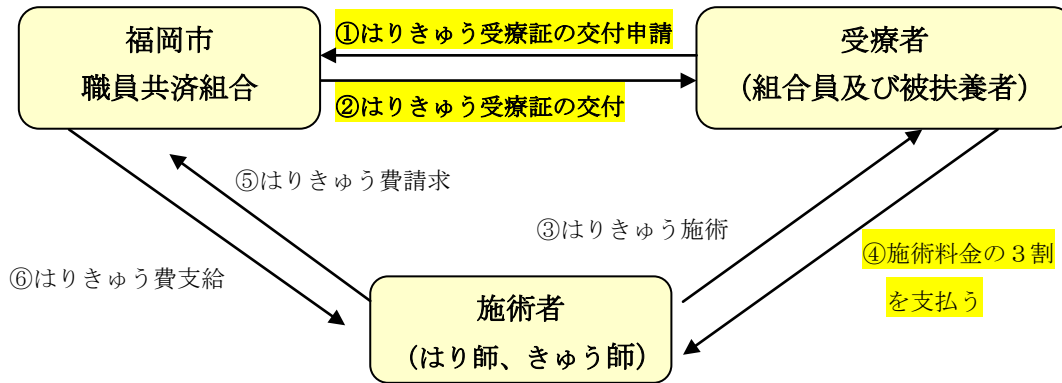 福岡市
職員共済組合
①はりきゅう受療証の交付申請
②はりきゅう受療証の交付
受療者
(組合員及び被扶養者)
⑤はりきゅう費請求
③はりきゅう施術
⑥はりきゅう費支給
④施術料金の３割
を支払う
施術者
(はり師、きゅう師)